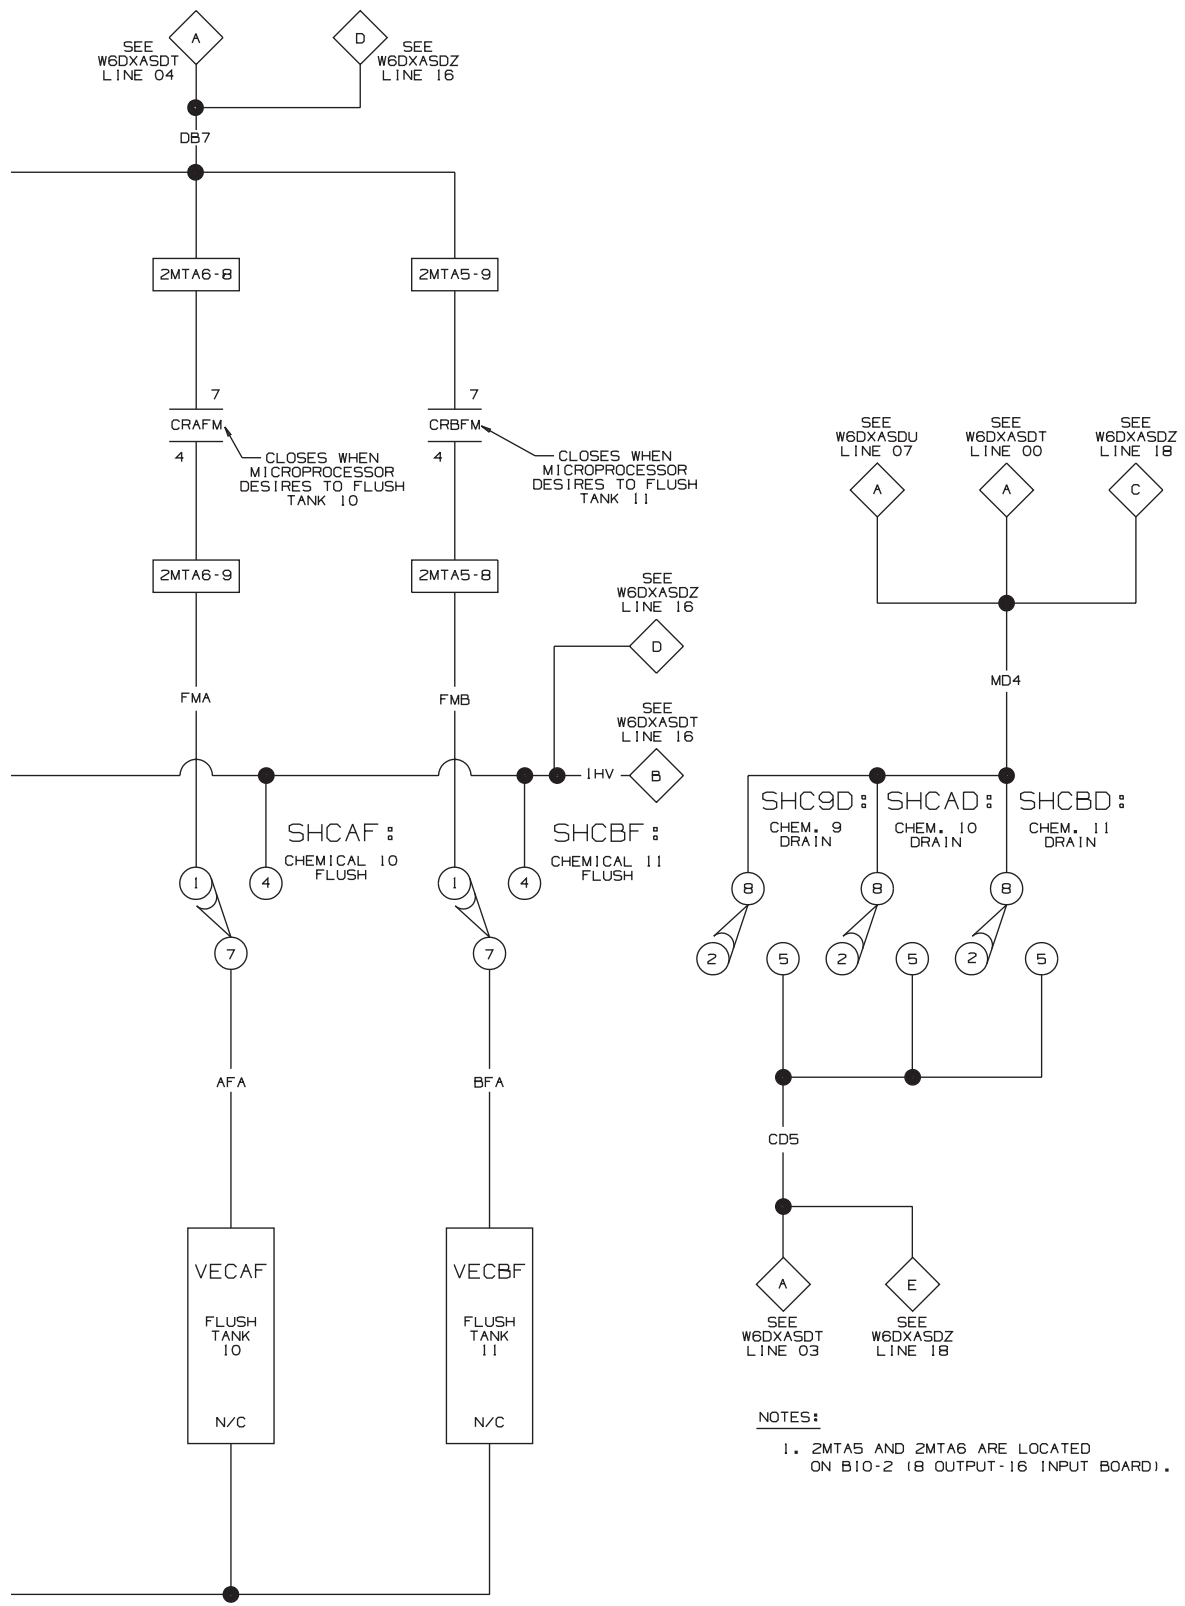 A
SEE
W6DXASDT
LINE 04
D
SEE
W6DXASDZ
LINE 16
DB7
2MTA6-8
2MTA5-9
7
CRAFM
4
CLOSES WHEN
MICROPROCESSOR
DESIRES TO FLUSH
TANK 10
7
CRBFM
4
CLOSES WHEN
MICROPROCESSOR
DESIRES TO FLUSH
TANK 11
2MTA6-9
2MTA5-8
FMA
FMB
SEE
W6DXASDZ
LINE 16
D
SEE
W6DXASDT
LINE 16
1HV
B
SHCAF:
CHEMICAL 10
FLUSH
1
4
7
SHCBF:
CHEMICAL 11
FLUSH
1
4
7
AFA
BFA
VECAF
FLUSH
TANK
10
N/C
VECBF
FLUSH
TANK
11
N/C
SEE
W6DXASDU
LINE 07
A
SEE
W6DXASDT
LINE 00
A
SEE
W6DXASDZ
LINE 18
C
MD4
SHC9D:
CHEM. 9
DRAIN
SHCAD:
CHEM. 10
DRAIN
SHCBD:
CHEM. 11
DRAIN
8
8
8
2
5
2
5
2
5
CD5
A
SEE
W6DXASDT
LINE 03
E
SEE
W6DXASDZ
LINE 18
NOTES:
1. 2MTA5 AND 2MTA6 ARE LOCATED
ON BIO-2 (8 OUTPUT-16 INPUT BOARD).